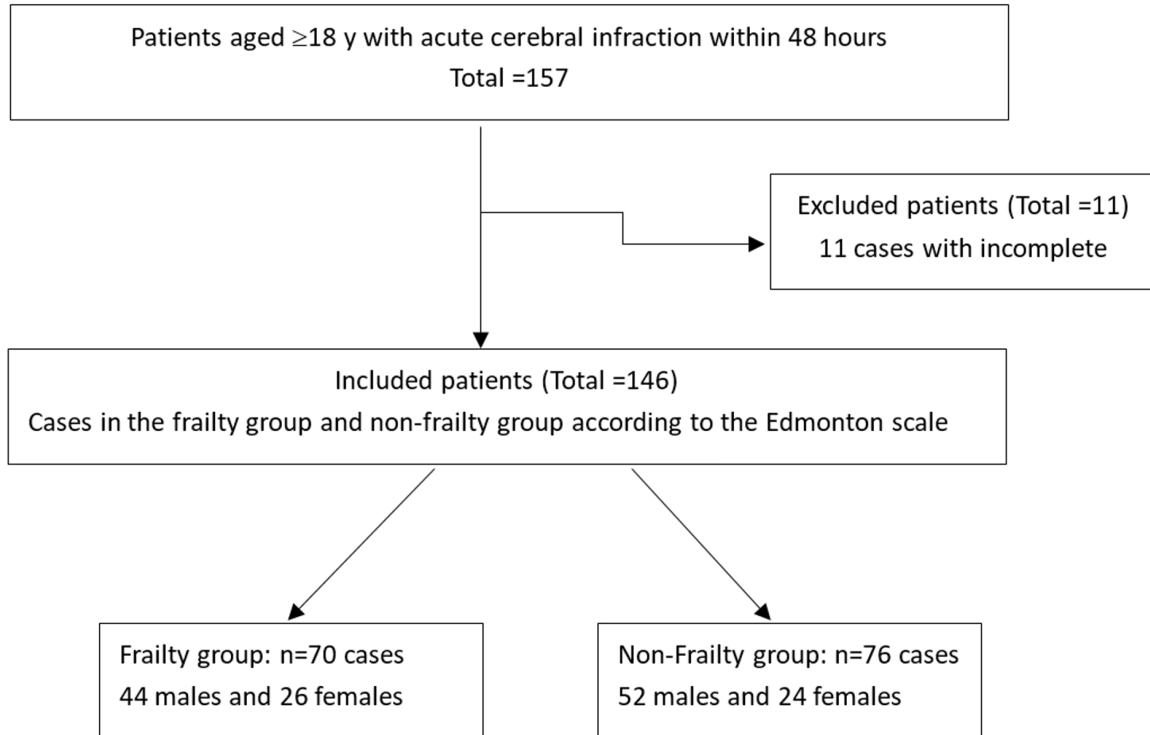 Patients aged ≥18 y with acute cerebral infraction within 48 hours
Total =157
Excluded patients (Total =11)
11 cases with incomplete
Included patients (Total =146)
Cases in the frailty group and non-frailty group according to the Edmonton scale
Frailty group: n=70 cases
44 males and 26 females
Non-Frailty group: n=76 cases
52 males and 24 females